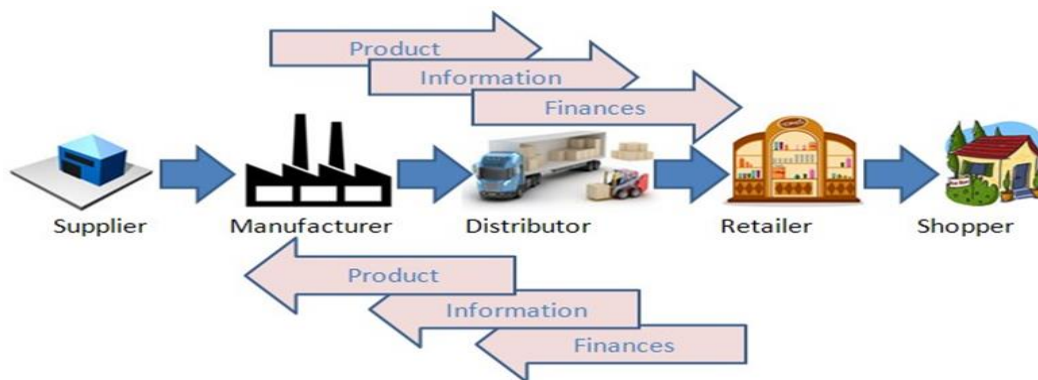 Product
Information
Finances
Supplier
Manufacturer
Distributor
Retailer
Shopper
Product
Information
Finances